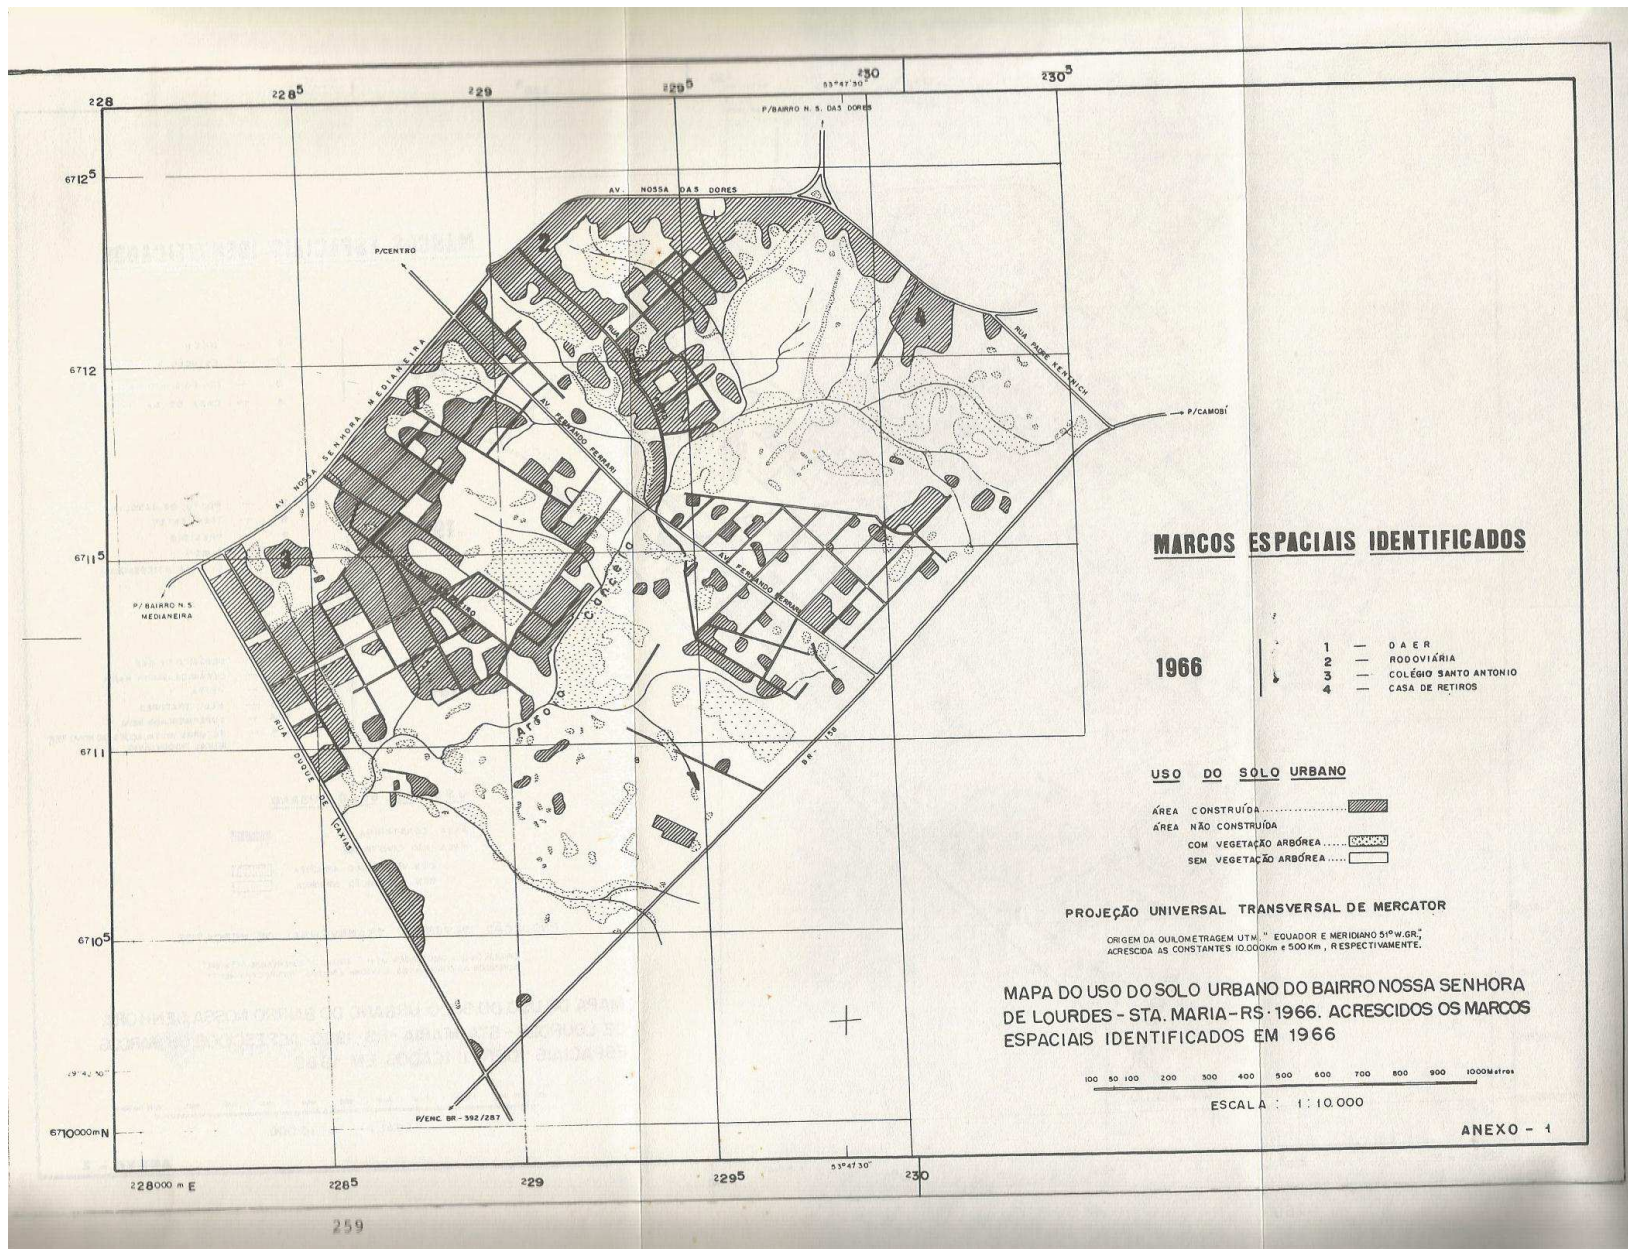 228
228⁵
229
229⁵
230
53°47'30"
230⁵
P/BAIRRO N. S. DAS DORES
6712⁵
AV. NOSSA DAS DORES
P/CENTRO
2
4
RUA PADRE KENTNICH
6712
AV. NOSSA SENHORA MEDIANEIRA
1
AV. FERNANDO FERRARI
P/CAMOBÍ
RUA
3
6711⁵
AV. FERNANDO FERRARI
Cancela
P/ BAIRRO N. S.
MEDIANEIRA
Arroio
6711
RUA DUQUE DE CAXIAS
BR - 158
6710⁵
P/ENC. BR - 392/287
6710000mN
228000 m E
228⁵
229
229⁵
53°47'30"
230
MARCOS ESPACIAIS IDENTIFICADOS
1966
1 — DAER
2 — RODOVIÁRIA
3 — COLÉGIO SANTO ANTONIO
4 — CASA DE RETIROS
USO DO SOLO URBANO
ÁREA CONSTRUÍDA
ÁREA NÃO CONSTRUÍDA
COM VEGETAÇÃO ARBÓREA
SEM VEGETAÇÃO ARBÓREA
PROJEÇÃO UNIVERSAL TRANSVERSAL DE MERCATOR
ORIGEM DA QUILOMETRAGEM UTM. " EQUADOR E MERIDIANO 51º W.GR.",
ACRESCIDA AS CONSTANTES 10.000Km e 500Km, RESPECTIVAMENTE.
MAPA DO USO DO SOLO URBANO DO BAIRRO NOSSA SENHORA
DE LOURDES - STA. MARIA-RS - 1966. ACRESCIDOS OS MARCOS
ESPACIAIS IDENTIFICADOS EM 1966
100 50 100 200 300 400 500 600 700 800 900 1000Metros
ESCALA : 1:10.000
ANEXO - 1
259